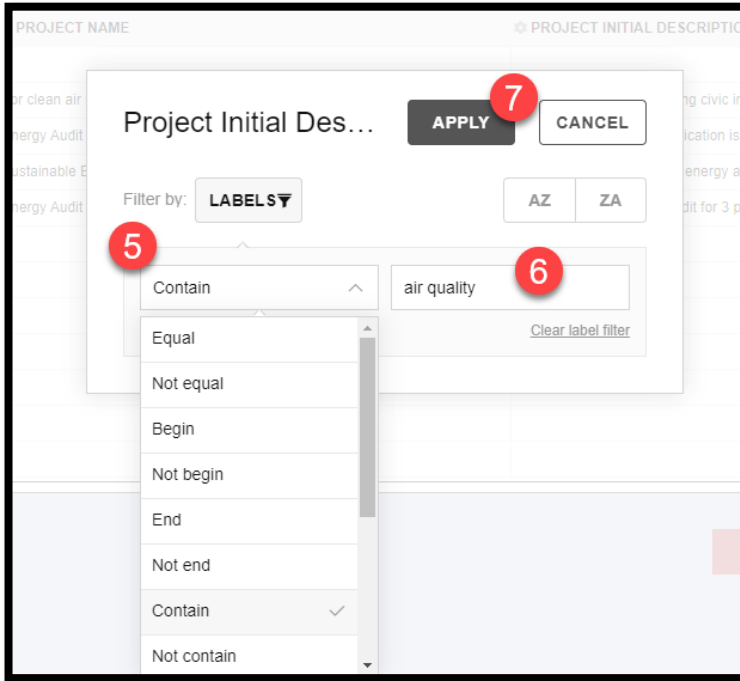 PROJECT NAME
PROJECT INITIAL DESCRIPTIO
or clean air
ng civic in
nergy Audit
ication is
ustainable E
energy a
nergy Audit
dit for 3 p
Project Initial Des...
APPLY
7
CANCEL
Filter by:
LABELS
AZ
ZA
5
6
Contain
air quality
Clear label filter
Equal
Not equal
Begin
Not begin
End
Not end
Contain
Not contain